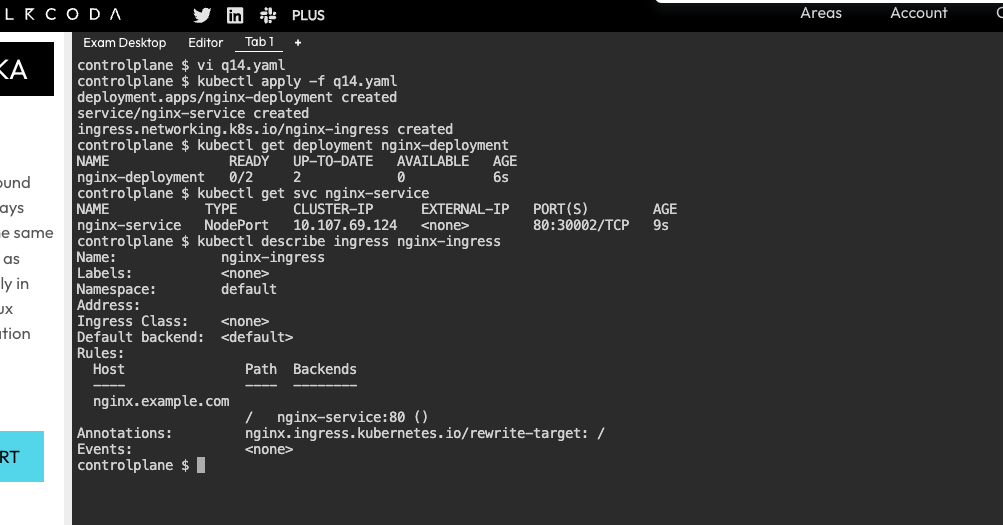 LRCODA PLUS Areas Account
Exam Desktop Editor Tab 1 +
KA
ound
ays
ne same
as
ly in
ux
ation
RT
controlplane $ vi q14.yaml
controlplane $ kubectl apply -f q14.yaml
deployment.apps/nginx-deployment created
service/nginx-service created
ingress.networking.k8s.io/nginx-ingress created
controlplane $ kubectl get deployment nginx-deployment
NAME READY UP-TO-DATE AVAILABLE AGE
nginx-deployment 0/2 2 0 6s
controlplane $ kubectl get svc nginx-service
NAME TYPE CLUSTER-IP EXTERNAL-IP PORT(S) AGE
nginx-service NodePort 10.107.69.124 <none> 80:30002/TCP 9s
controlplane $ kubectl describe ingress nginx-ingress
Name: nginx-ingress
Labels: <none>
Namespace: default
Address:
Ingress Class: <none>
Default backend: <default>
Rules:
Host Path Backends
---- ---- --------
nginx.example.com
/ nginx-service:80 ()
Annotations: nginx.ingress.kubernetes.io/rewrite-target: /
Events: <none>
controlplane $